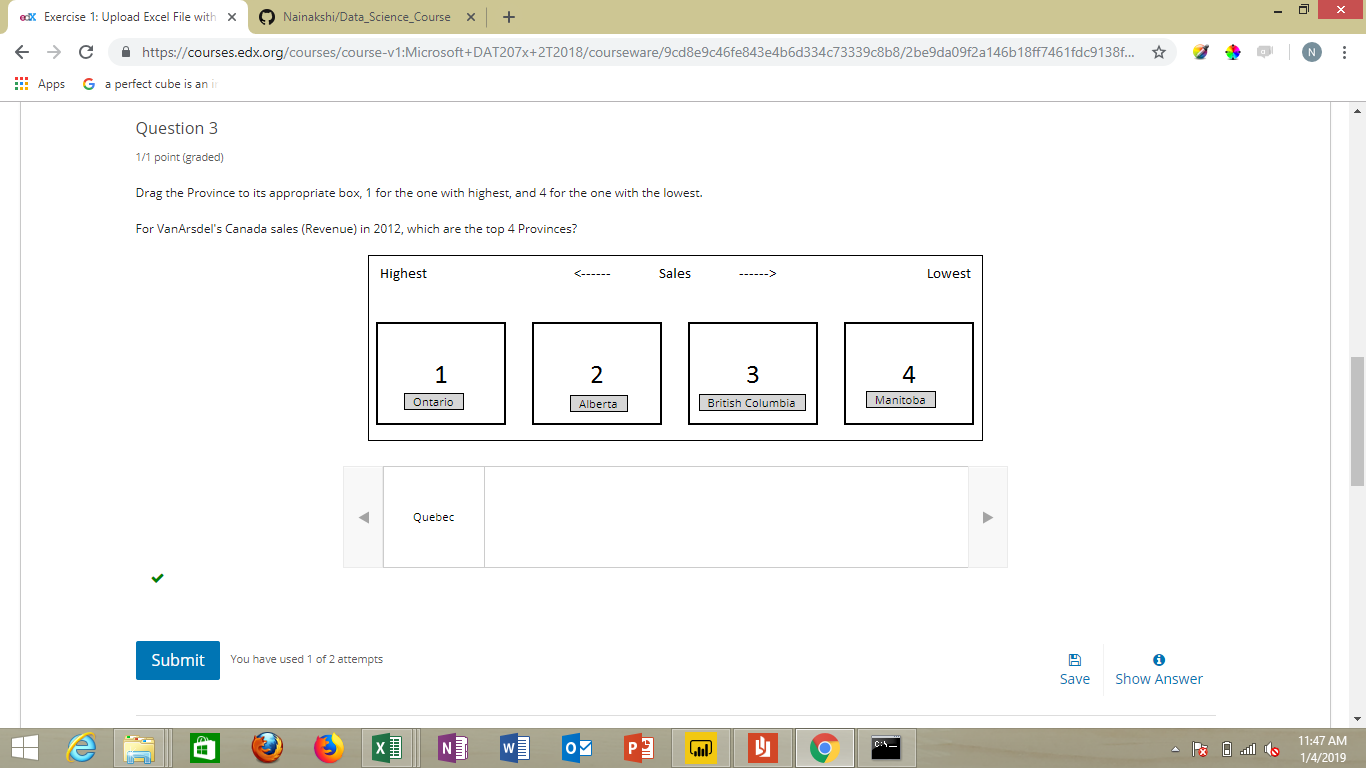 edX Exercise 1: Upload Excel File with
Nainakshi/Data_Science_Course
https://courses.edx.org/courses/course-v1:Microsoft+DAT207x+2T2018/courseware/9cd8e9c46fe843e4b6d334c73339c8b8/2be9da09f2a146b18ff7461fdc9138f...
N
Apps
G a perfect cube is an i
Question 3
1/1 point (graded)
Drag the Province to its appropriate box, 1 for the one with highest, and 4 for the one with the lowest.
For VanArsdel's Canada sales (Revenue) in 2012, which are the top 4 Provinces?
Highest <------ Sales ------> Lowest
1 2 3 4
Ontario Alberta British Columbia Manitoba
Quebec
Submit You have used 1 of 2 attempts
Save Show Answer
11:47 AM
1/4/2019